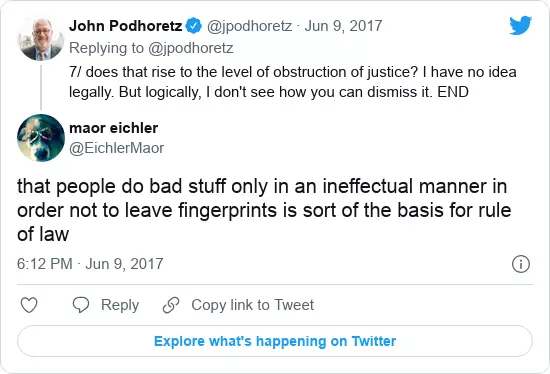 John Podhoretz @jpodhoretz · Jun 9, 2017
Replying to @jpodhoretz
7/ does that rise to the level of obstruction of justice? I have no idea
legally. But logically, I don't see how you can dismiss it. END
maor eichler
@EichlerMaor
that people do bad stuff only in an ineffectual manner in
order not to leave fingerprints is sort of the basis for rule
of law
6:12 PM · Jun 9, 2017
Reply Copy link to Tweet
Explore what's happening on Twitter